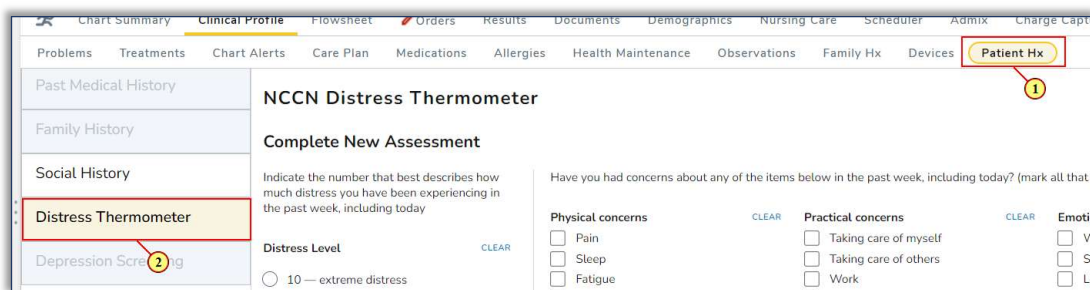 Chart Summary Clinical Profile Flowsheet Orders Results Documents Demographics Nursing Care Scheduler Admix Charge
Problems Treatments Chart Alerts Care Plan Medications Allergies Health Maintenance Observations Family Hx Devices Patient Hx
1
Past Medical History
Family History
Social History
Distress Thermometer
2
Depression
NCCN Distress Thermometer
Complete New Assessment
Indicate the number that best describes how
much distress you have been experiencing in
the past week, including today
Distress Level CLEAR
10 — extreme distress
Have you had concerns about any of the items below in the past week, including today? (mark all that
Physical concerns CLEAR
Pain
Sleep
Fatigue
Practical concerns CLEAR
Taking care of myself
Taking care of others
Work